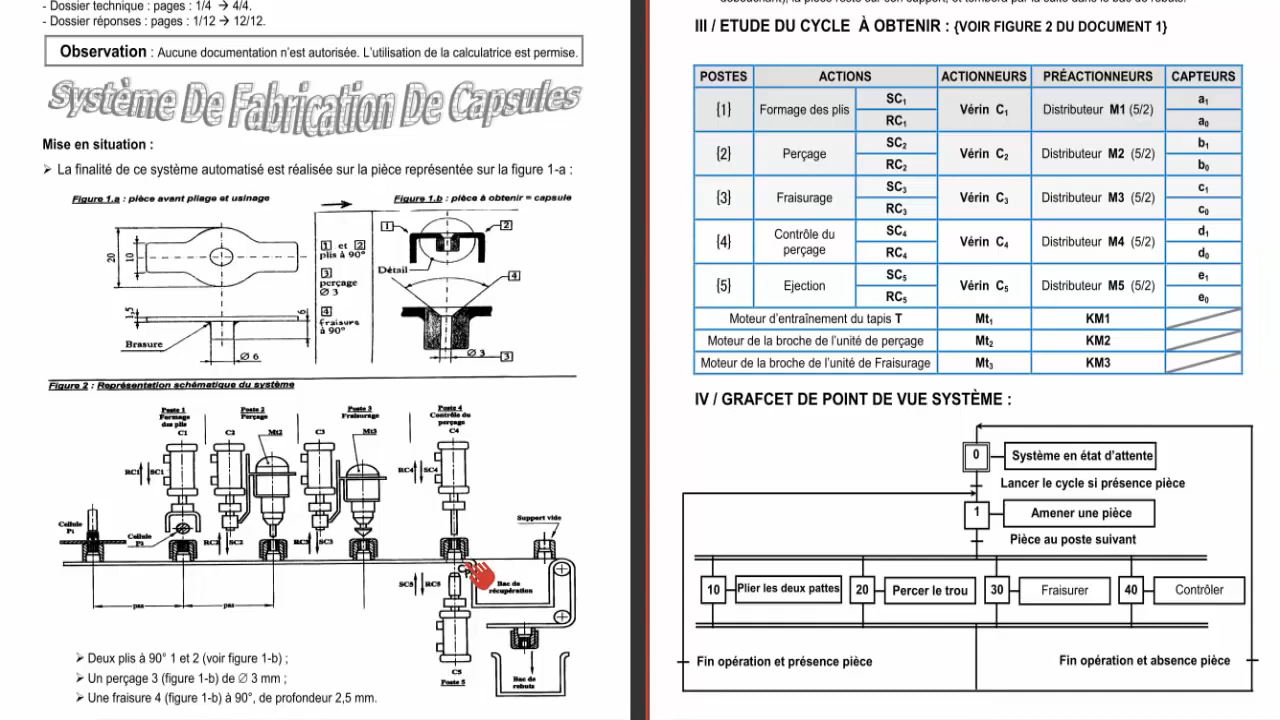 - Dossier technique : pages : 1/4 → 4/4.
- Dossier réponses : pages : 1/12 → 12/12.
Observation : Aucune documentation n'est autorisée. L'utilisation de la calculatrice est permise.
Système De Fabrication De Capsules
Mise en situation :
➢ La finalité de ce système automatisé est réalisée sur la pièce représentée sur la figure 1-a :
Figure 1.a : pièce avant pliage et usinage
Figure 1.b : pièce à obtenir = capsule
20
10
1,5
6
Brasure
Ø 6
1 et 2
plis à 90°
3
perçage
Ø 3
4
fraisure
à 90°
1
2
Détail
4
Ø 3
3
Figure 2 : Représentation schématique du système
Poste 1
Formage
des plis
C1
Poste 2
Perçage
C2
Mt2
Poste 3
Fraisurage
C3
Mt3
Poste 4
Contrôle du
perçage
C4
RC1
SC1
RC4
SC4
Cellule
P1
Cellule
P2
RC2
SC2
RC3
SC3
Support vide
SC5
RC5
Bac de
récupération
pas
pas
C5
Poste 5
Bac de
rebuts
➢ Deux plis à 90° 1 et 2 (voir figure 1-b) ;
➢ Un perçage 3 (figure 1-b) de ∅ 3 mm ;
➢ Une fraisure 4 (figure 1-b) à 90°, de profondeur 2,5 mm.
III / ETUDE DU CYCLE À OBTENIR : {VOIR FIGURE 2 DU DOCUMENT 1}
POSTES ACTIONS ACTIONNEURS PRÉACTIONNEURS CAPTEURS
{1} Formage des plis SC1 Vérin C1 Distributeur M1 (5/2) a1
RC1 a0
{2} Perçage SC2 Vérin C2 Distributeur M2 (5/2) b1
RC2 b0
{3} Fraisurage SC3 Vérin C3 Distributeur M3 (5/2) c1
RC3 c0
{4} Contrôle du perçage SC4 Vérin C4 Distributeur M4 (5/2) d1
RC4 d0
{5} Ejection SC5 Vérin C5 Distributeur M5 (5/2) e1
RC5 e0
Moteur d'entraînement du tapis T Mt1 KM1
Moteur de la broche de l'unité de perçage Mt2 KM2
Moteur de la broche de l'unité de Fraisurage Mt3 KM3
IV / GRAFCET DE POINT DE VUE SYSTÈME :
0 Système en état d'attente
Lancer le cycle si présence pièce
1 Amener une pièce
Pièce au poste suivant
10 Plier les deux pattes 20 Percer le trou 30 Fraisurer 40 Contrôler
Fin opération et présence pièce
Fin opération et absence pièce